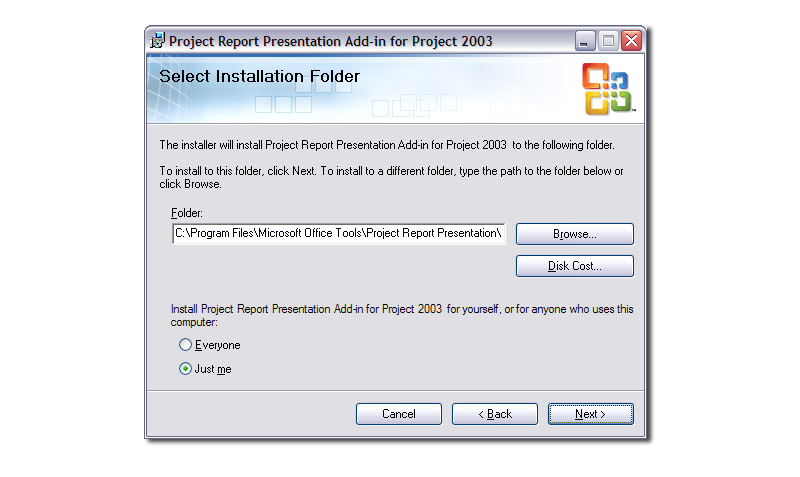 Project Report Presentation Add-in for Project 2003
Select Installation Folder
The installer will install Project Report Presentation Add-in for Project 2003 to the following folder.
To install to this folder, click Next. To install to a different folder, type the path to the folder below or
click Browse.
Folder:
C:\Program Files\Microsoft Office Tools\Project Report Presentation\
Browse...
Disk Cost...
Install Project Report Presentation Add-in for Project 2003 for yourself, or for anyone who uses this
computer:
Everyone
Just me
Cancel
< Back
Next >